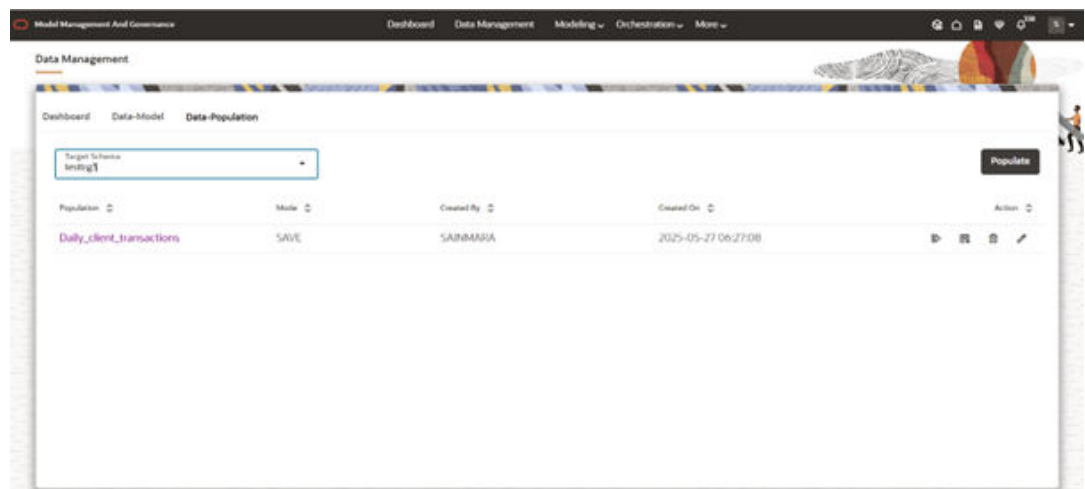 Model Management And Governance Dashboard Data Management Modeling Orchestration More
Data Management
Dashboard Data-Model Data-Population
Target Schema
Populate
Population Mode Created By Created On Action
Daily_client_transactions SAVE SAINMARA 2025-05-27 06:27:08